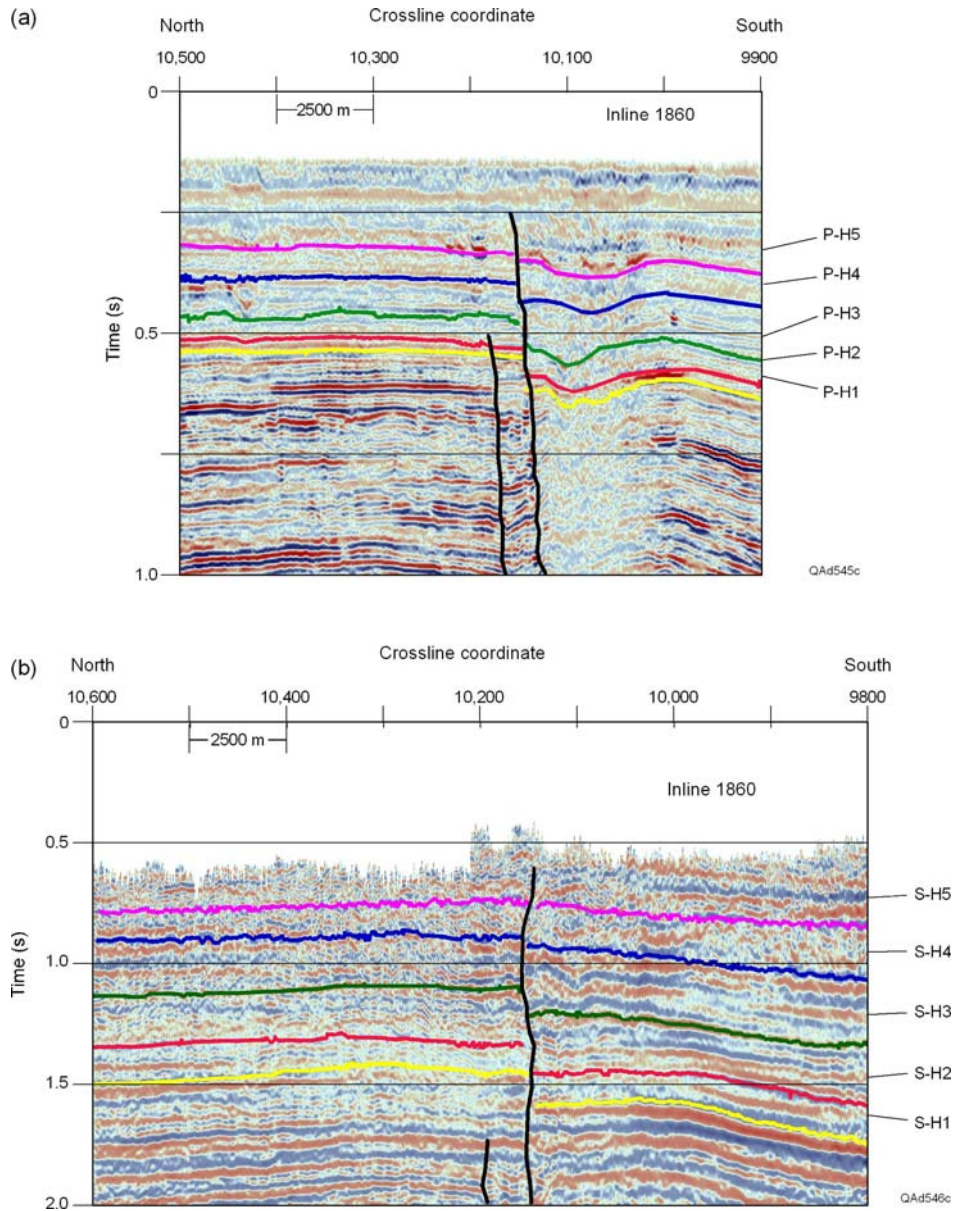 (a)
Crossline coordinate
North South
10,500 10,300 10,100 9900
0
2500 m
Inline 1860
P-H5
P-H4
P-H3
P-H2
P-H1
Time (s)
0.5
1.0
QAd545c
(b)
Crossline coordinate
North South
10,600 10,400 10,200 10,000 9800
0
2500 m
Inline 1860
0.5
S-H5
S-H4
1.0
Time (s)
S-H3
S-H2
1.5
S-H1
2.0
QAd546c